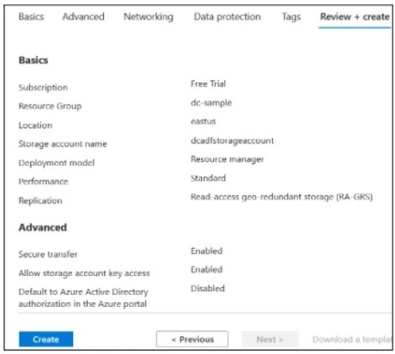 Basics Advanced Networking Data protection Tags Review + create
Basics
Subscription Free Trial
Resource Group dc-sample
Location eastus
Storage account name dcadfstorageaccount
Deployment model Resource manager
Performance Standard
Replication Read-access geo-redundant storage (RA-GRS)
Advanced
Secure transfer Enabled
Allow storage account key access Enabled
Default to Azure Active Directory Disabled
authorization in the Azure portal
Create < Previous Next > Download a templat